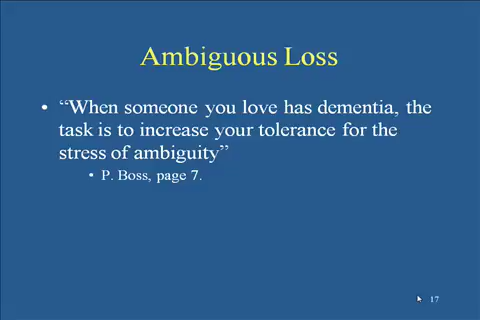 Ambiguous Loss
• “When someone you love has dementia, the
task is to increase your tolerance for the
stress of ambiguity”
• P. Boss, page 7.
17